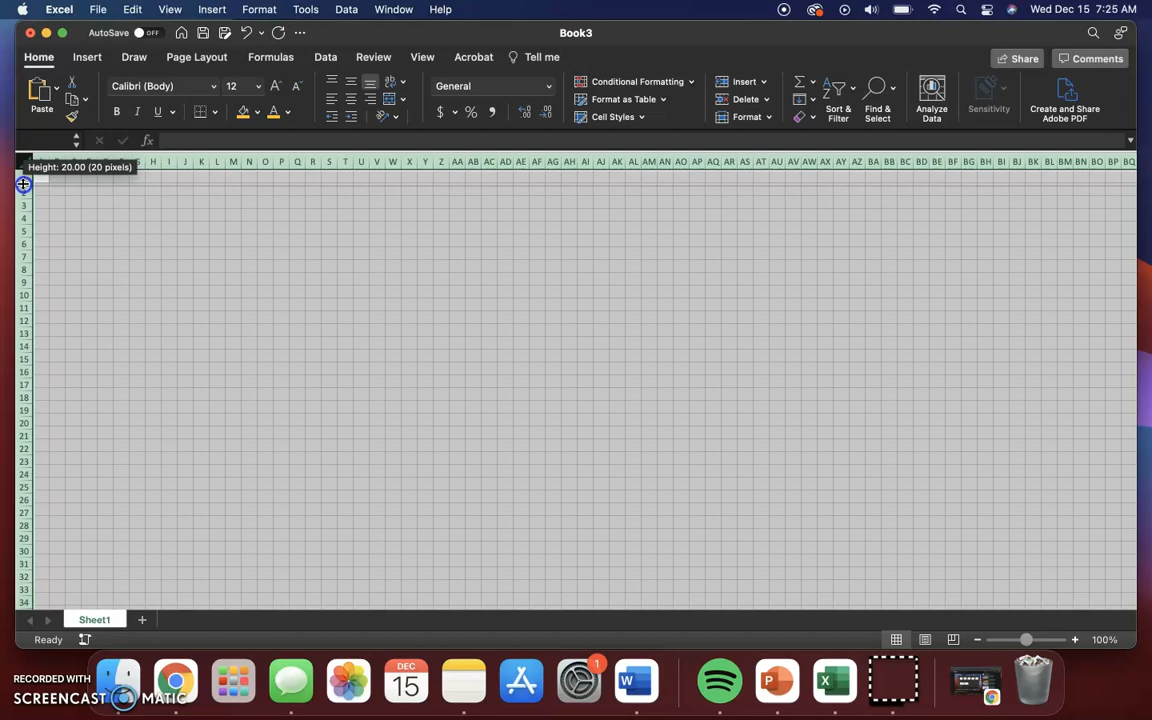 Excel File Edit View Insert Format Tools Data Window Help Wed Dec 15 7:25 AM
AutoSave OFF Book3
Home Insert Draw Page Layout Formulas Data Review View Acrobat Tell me Share Comments
Paste Calibri (Body) 12 General Conditional Formatting Format as Table Cell Styles Insert Delete Format Sort & Filter Find & Select Analyze Data Sensitivity Create and Share Adobe PDF
B I U A $ % fx
H I J K L M N O P Q R S T U V W X Y Z AA AB AC AD AE AF AG AH AI AJ AK AL AM AN AO AP AQ AR AS AT AU AV AW AX AY AZ BA BB BC BD BE BF BG BH BI BJ BK BL BM BN BO BP BQ
Height: 20.00 (20 pixels)
3
4
5
6
7
8
9
10
11
12
13
14
15
16
17
18
19
20
21
22
23
24
25
26
27
28
29
30
31
32
33
34
Sheet1
Ready 100%
DEC 15 1 W P X
RECORDED WITH
SCREENCAST MATIC